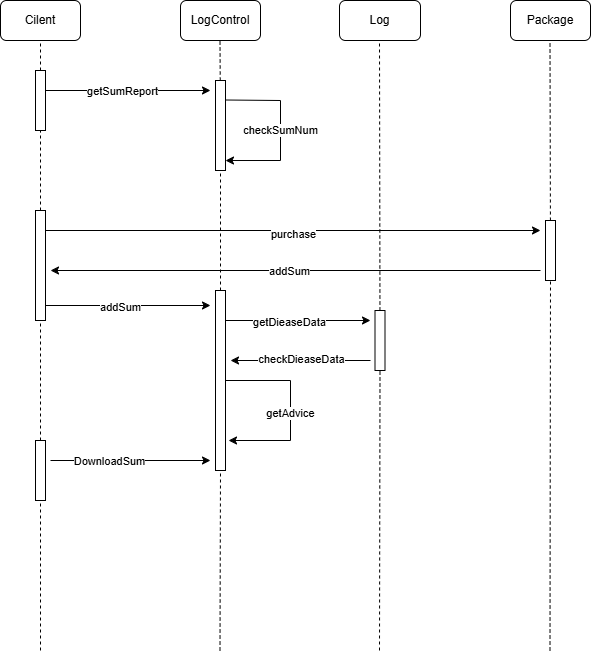 Cilent
LogControl
Log
Package
getSumReport
checkSumNum
purchase
addSum
addSum
getDieaseData
checkDieaseData
getAdvice
DownloadSum